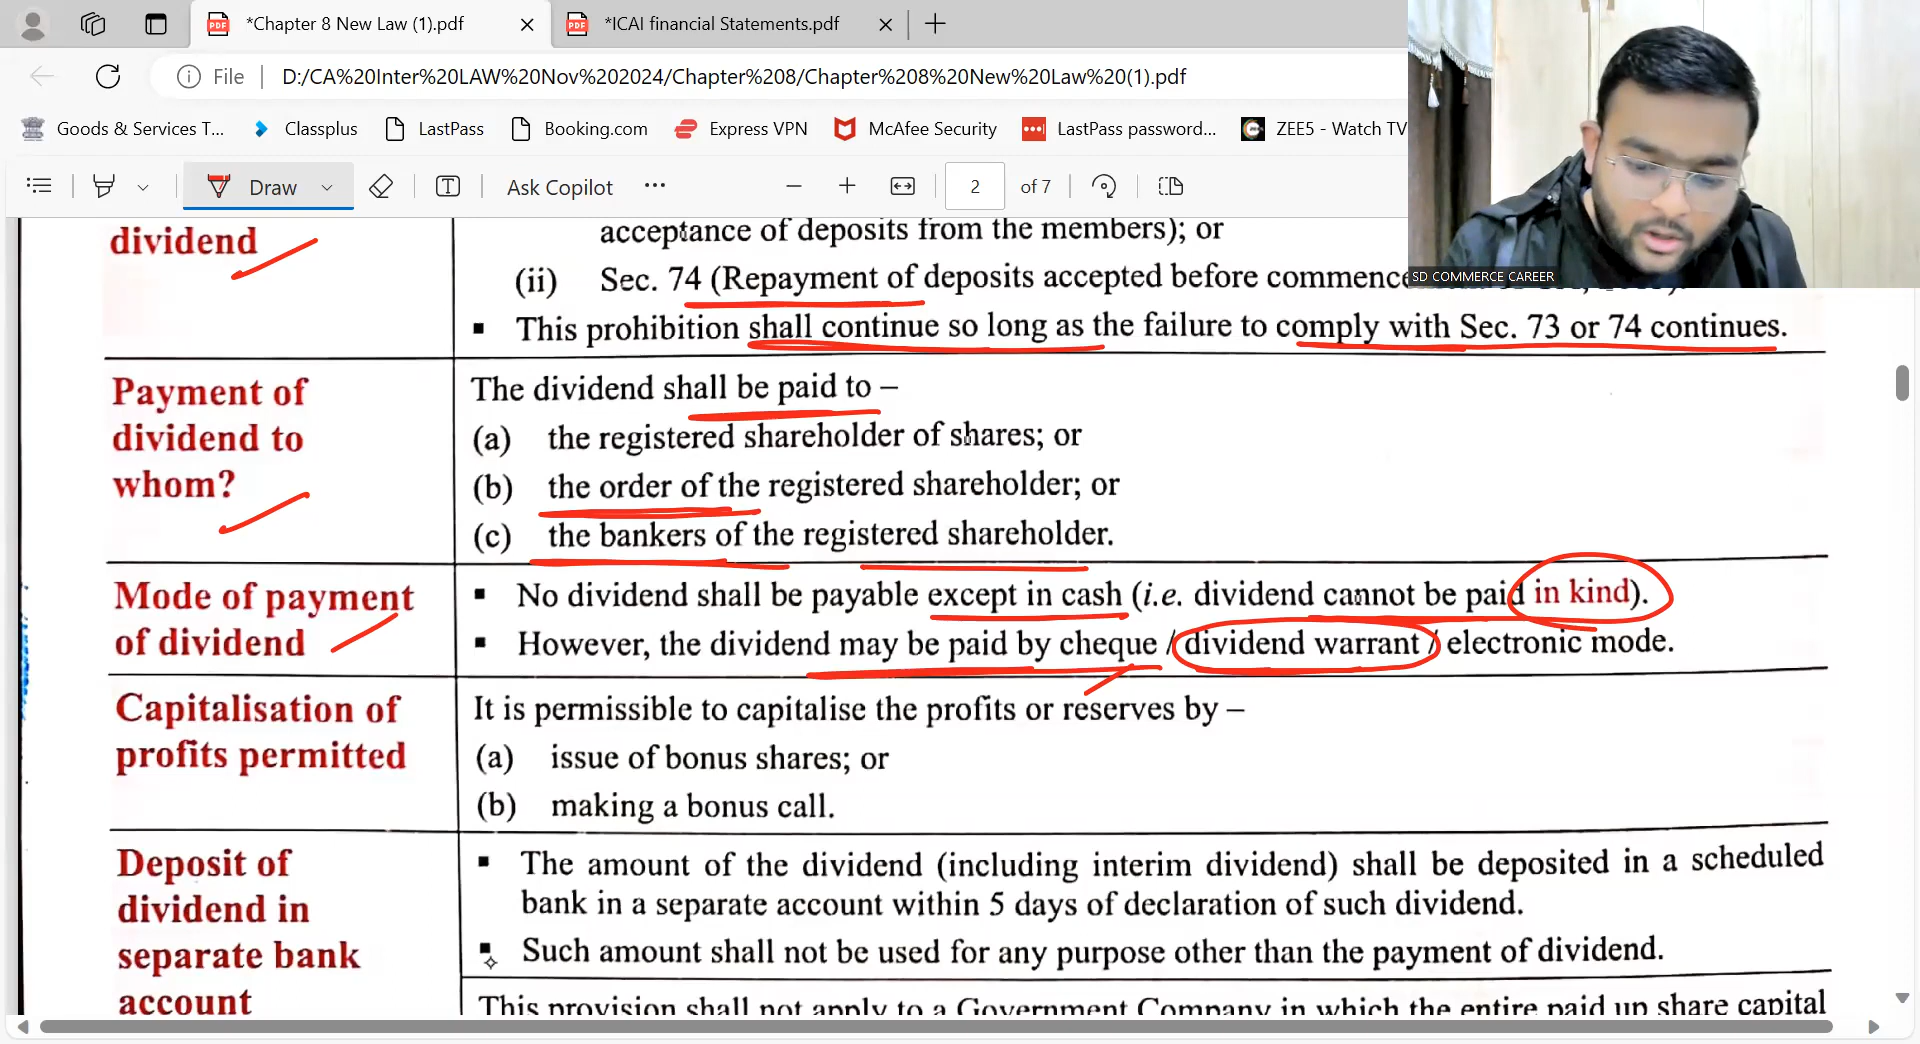 *Chapter 8 New Law (1).pdf
*ICAI financial Statements.pdf
File
D:/CA%20Inter%20LAW%20Nov%202024/Chapter%208/Chapter%208%20New%20Law%20(1).pdf
Goods & Services T...
Classplus
LastPass
Booking.com
Express VPN
McAfee Security
LastPass password...
ZEE5 - Watch TV
Draw
Ask Copilot
2 of 7
SD COMMERCE CAREER
dividend
acceptance of deposits from the members); or
(ii) Sec. 74 (Repayment of deposits accepted before
▪ This prohibition shall continue so long as the failure to comply with Sec. 73 or 74 continues.
Payment of
dividend to
whom?
The dividend shall be paid to –
(a) the registered shareholder of shares; or
(b) the order of the registered shareholder; or
(c) the bankers of the registered shareholder.
Mode of payment
of dividend
▪ No dividend shall be payable except in cash (i.e. dividend cannot be paid in kind).
▪ However, the dividend may be paid by cheque / dividend warrant / electronic mode.
Capitalisation of
profits permitted
It is permissible to capitalise the profits or reserves by –
(a) issue of bonus shares; or
(b) making a bonus call.
Deposit of
dividend in
separate bank
account
▪ The amount of the dividend (including interim dividend) shall be deposited in a scheduled
bank in a separate account within 5 days of declaration of such dividend.
▪ Such amount shall not be used for any purpose other than the payment of dividend.
This provision shall not apply to a Government Company in which the entire paid up share capital